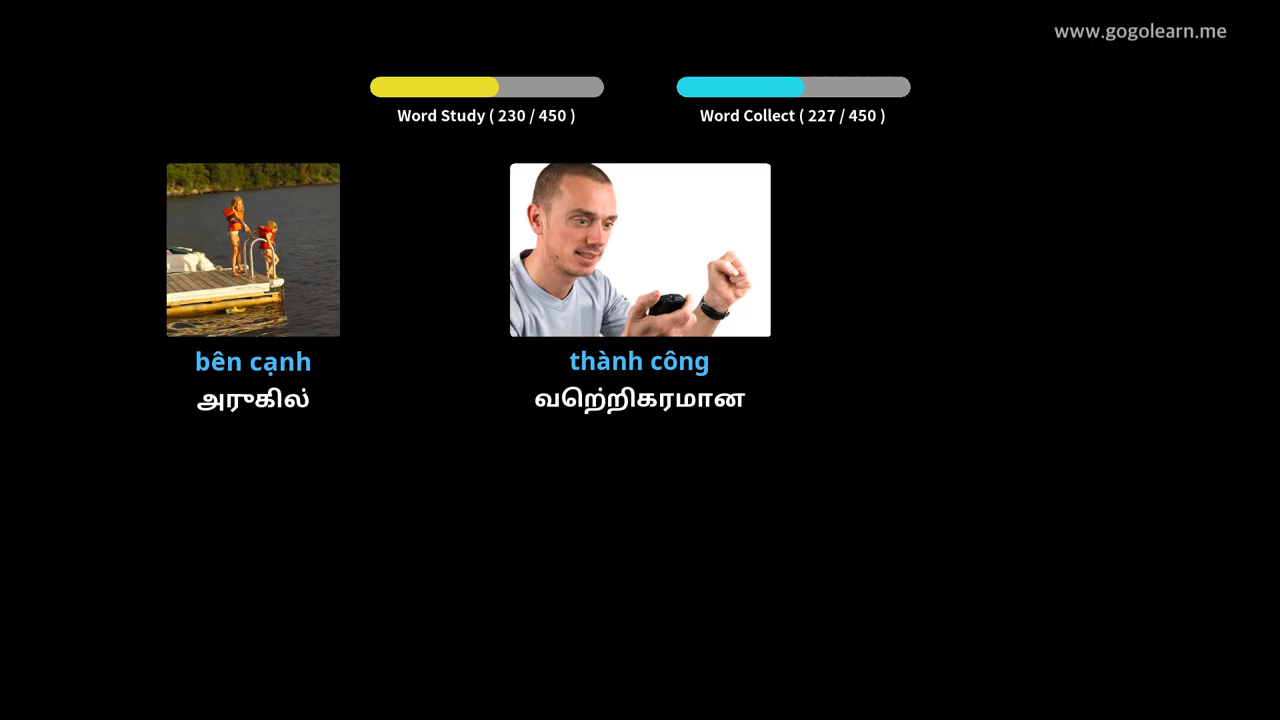 www.gogolearn.me
Word Study ( 230 / 450 )
Word Collect ( 227 / 450 )
bên cạnh
அருகில்
thành công
வெற்றிகரமான